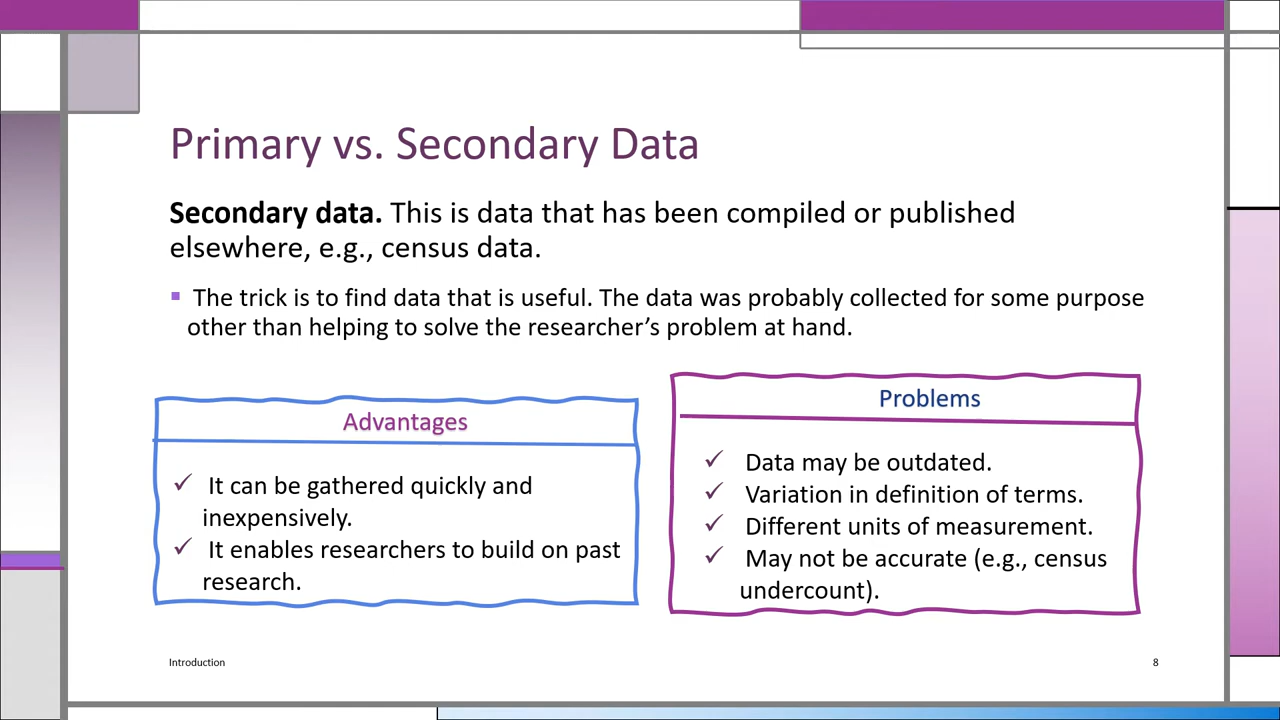 Primary vs. Secondary Data
Secondary data. This is data that has been compiled or published
elsewhere, e.g., census data.
▪ The trick is to find data that is useful. The data was probably collected for some purpose
other than helping to solve the researcher’s problem at hand.
Advantages
✓ It can be gathered quickly and
inexpensively.
✓ It enables researchers to build on past
research.
Problems
✓ Data may be outdated.
✓ Variation in definition of terms.
✓ Different units of measurement.
✓ May not be accurate (e.g., census
undercount).
Introduction
8